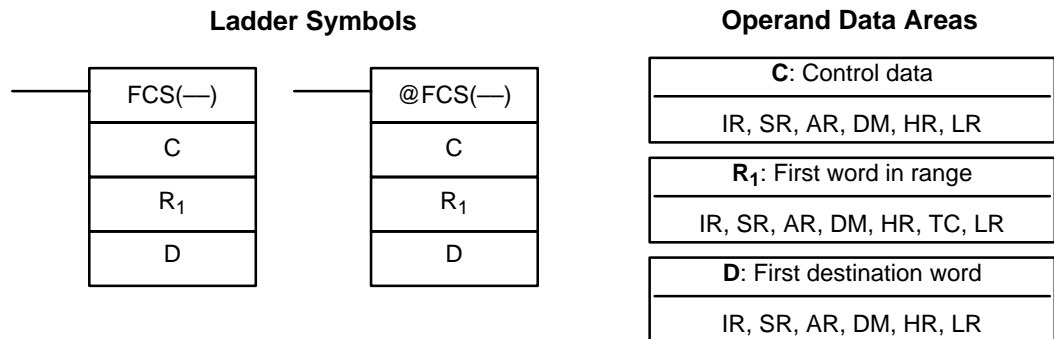 Ladder Symbols
FCS(––)
C
R1
D
@FCS(––)
C
R1
D
Operand Data Areas
C: Control data
IR, SR, AR, DM, HR, LR
R1: First word in range
IR, SR, AR, DM, HR, TC, LR
D: First destination word
IR, SR, AR, DM, HR, LR